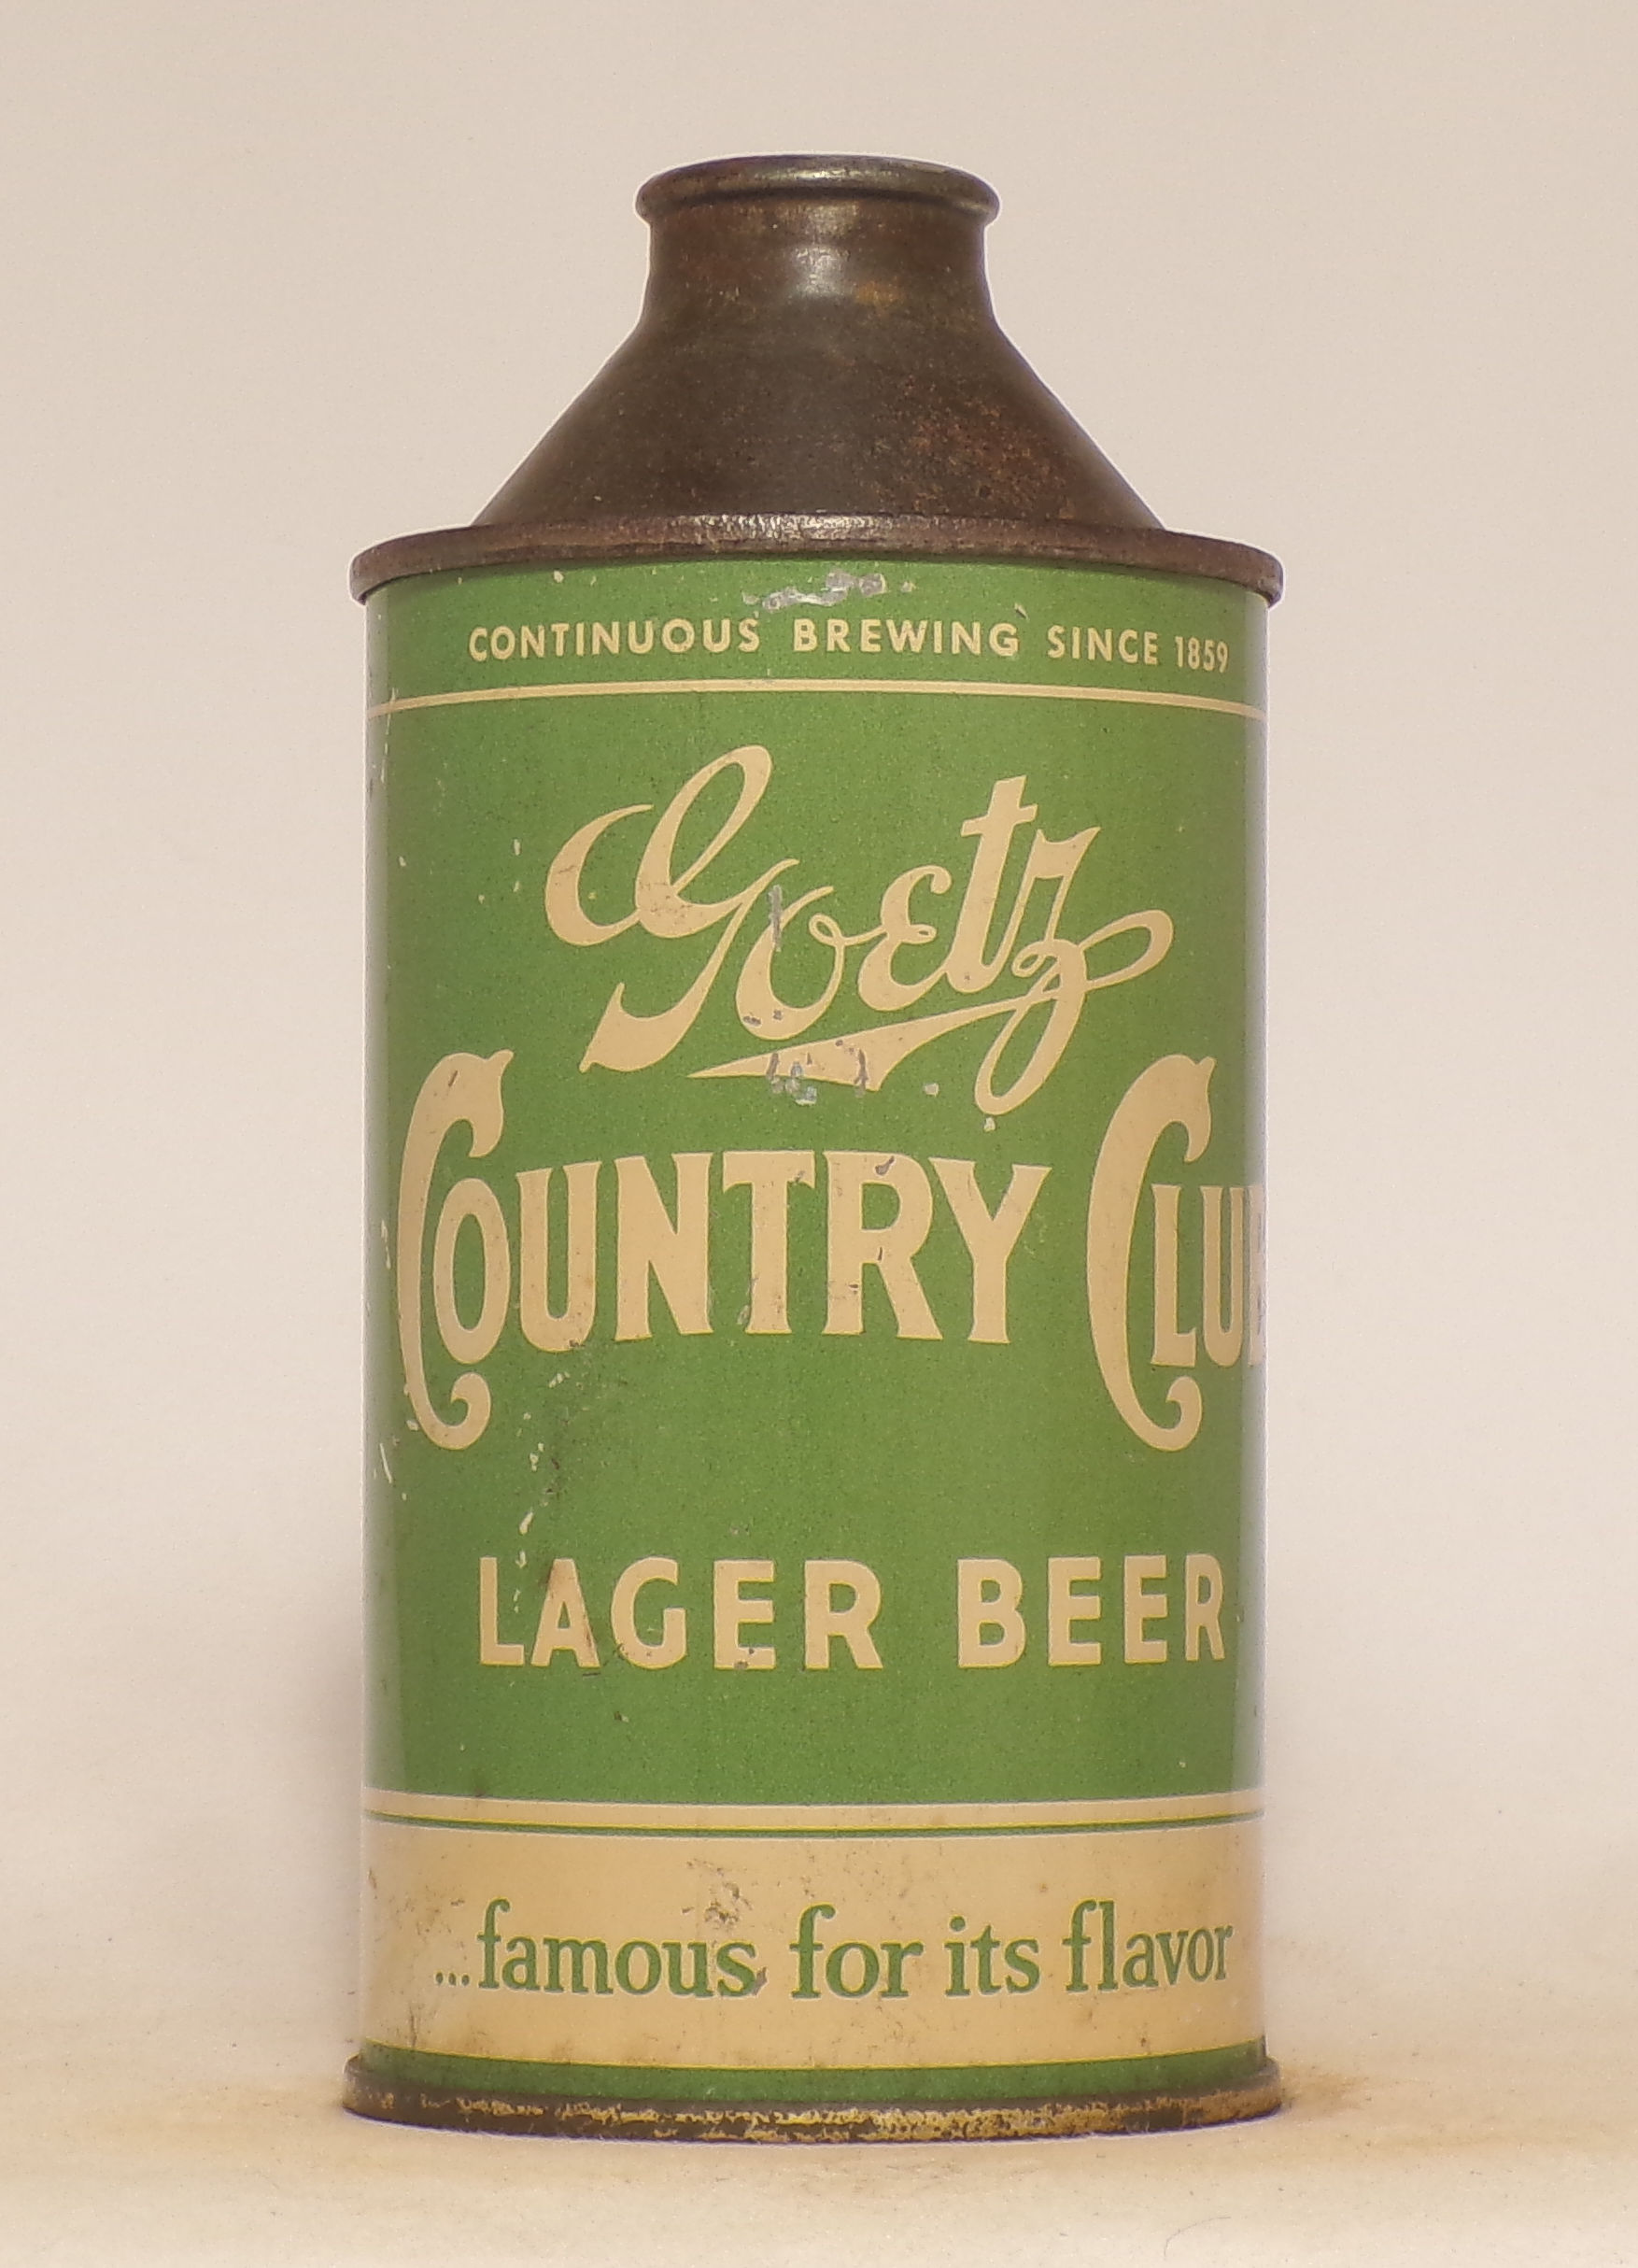 CONTINUOUS BREWING SINCE 1859
Goetz
COUNTRY CLUB
LAGER BEER
...famous for its flavor